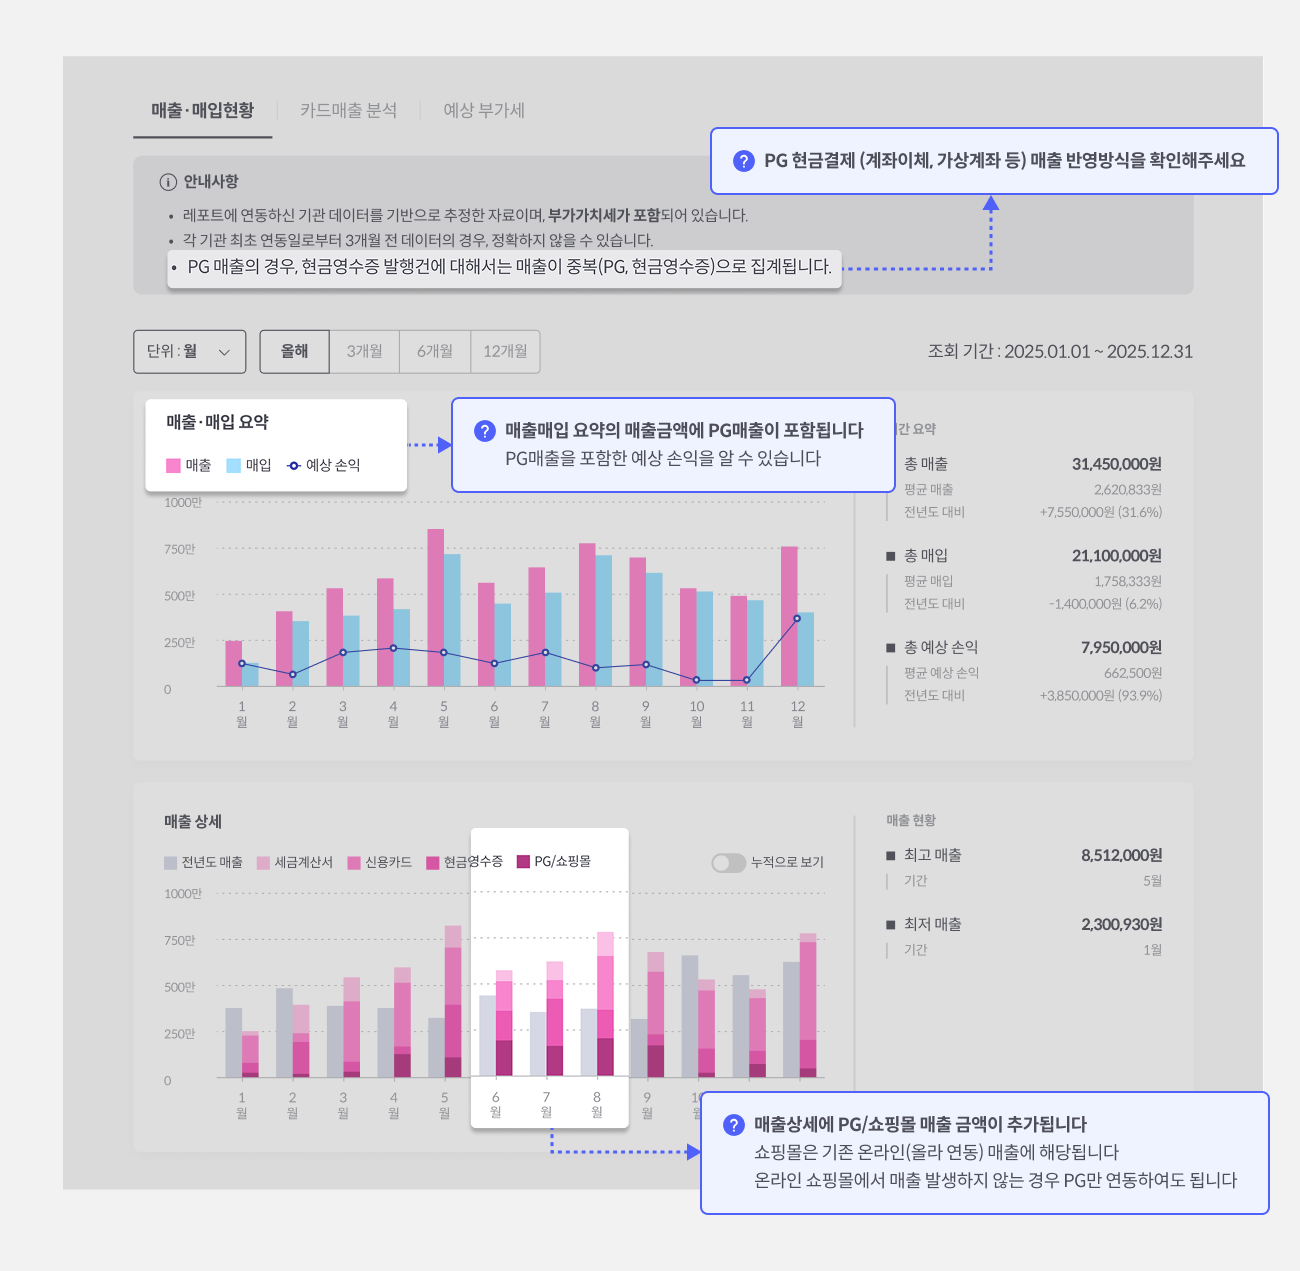 매출·매입현황
카드매출 분석
예상 부가세
PG 현금결제 (계좌이체, 가상계좌 등) 매출 반영방식을 확인해주세요
안내사항
• 레포트에 연동하신 기관 데이터를 기반으로 추정한 자료이며, 부가가치세가 포함되어 있습니다.
• 각 기관 최초 연동일로부터 3개월 전 데이터의 경우, 정확하지 않을 수 있습니다.
• PG 매출의 경우, 현금영수증 발행건에 대해서는 매출이 중복(PG, 현금영수증)으로 집계됩니다.
단위 : 월
올해
3개월
6개월
12개월
조회 기간 : 2025.01.01 ~ 2025.12.31
매출·매입 요약
매출
매입
예상 손익
매출매입 요약의 매출금액에 PG매출이 포함됩니다
PG매출을 포함한 예상 손익을 알 수 있습니다
1000만
750만
500만
250만
0
1월
2월
3월
4월
5월
6월
7월
8월
9월
10월
11월
12월
요약
총 매출 31,450,000원
평균 매출 2,620,833원
전년도 대비 +7,550,000원 (31.6%)
총 매입 21,100,000원
평균 매입 1,758,333원
전년도 대비 -1,400,000원 (6.2%)
총 예상 손익 7,950,000원
평균 예상 손익 662,500원
전년도 대비 +3,850,000원 (93.9%)
매출 상세
전년도 매출
세금계산서
신용카드
현금영수증
PG/쇼핑몰
누적으로 보기
1000만
750만
500만
250만
0
1월
2월
3월
4월
5월
6월
7월
8월
9월
매출 현황
최고 매출 8,512,000원
기간 5월
최저 매출 2,300,930원
기간 1월
매출상세에 PG/쇼핑몰 매출 금액이 추가됩니다
쇼핑몰은 기존 온라인(올라 연동) 매출에 해당됩니다
온라인 쇼핑몰에서 매출 발생하지 않는 경우 PG만 연동하여도 됩니다